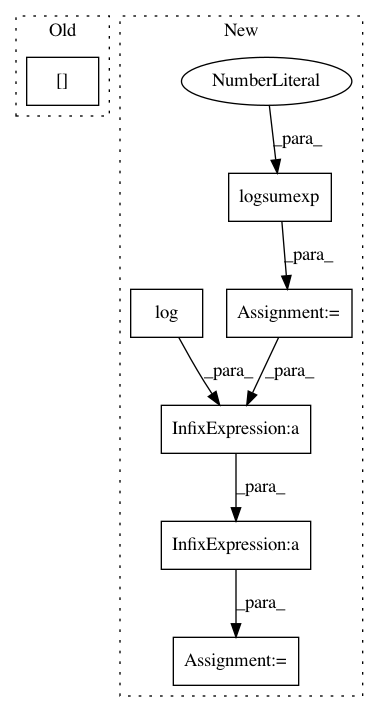 Old
New
[]
NumberLiteral
_para_
logsumexp
_para_
log
Assignment:=
_para_
_para_
InfixExpression:a
_para_
InfixExpression:a
_para_
Assignment:=